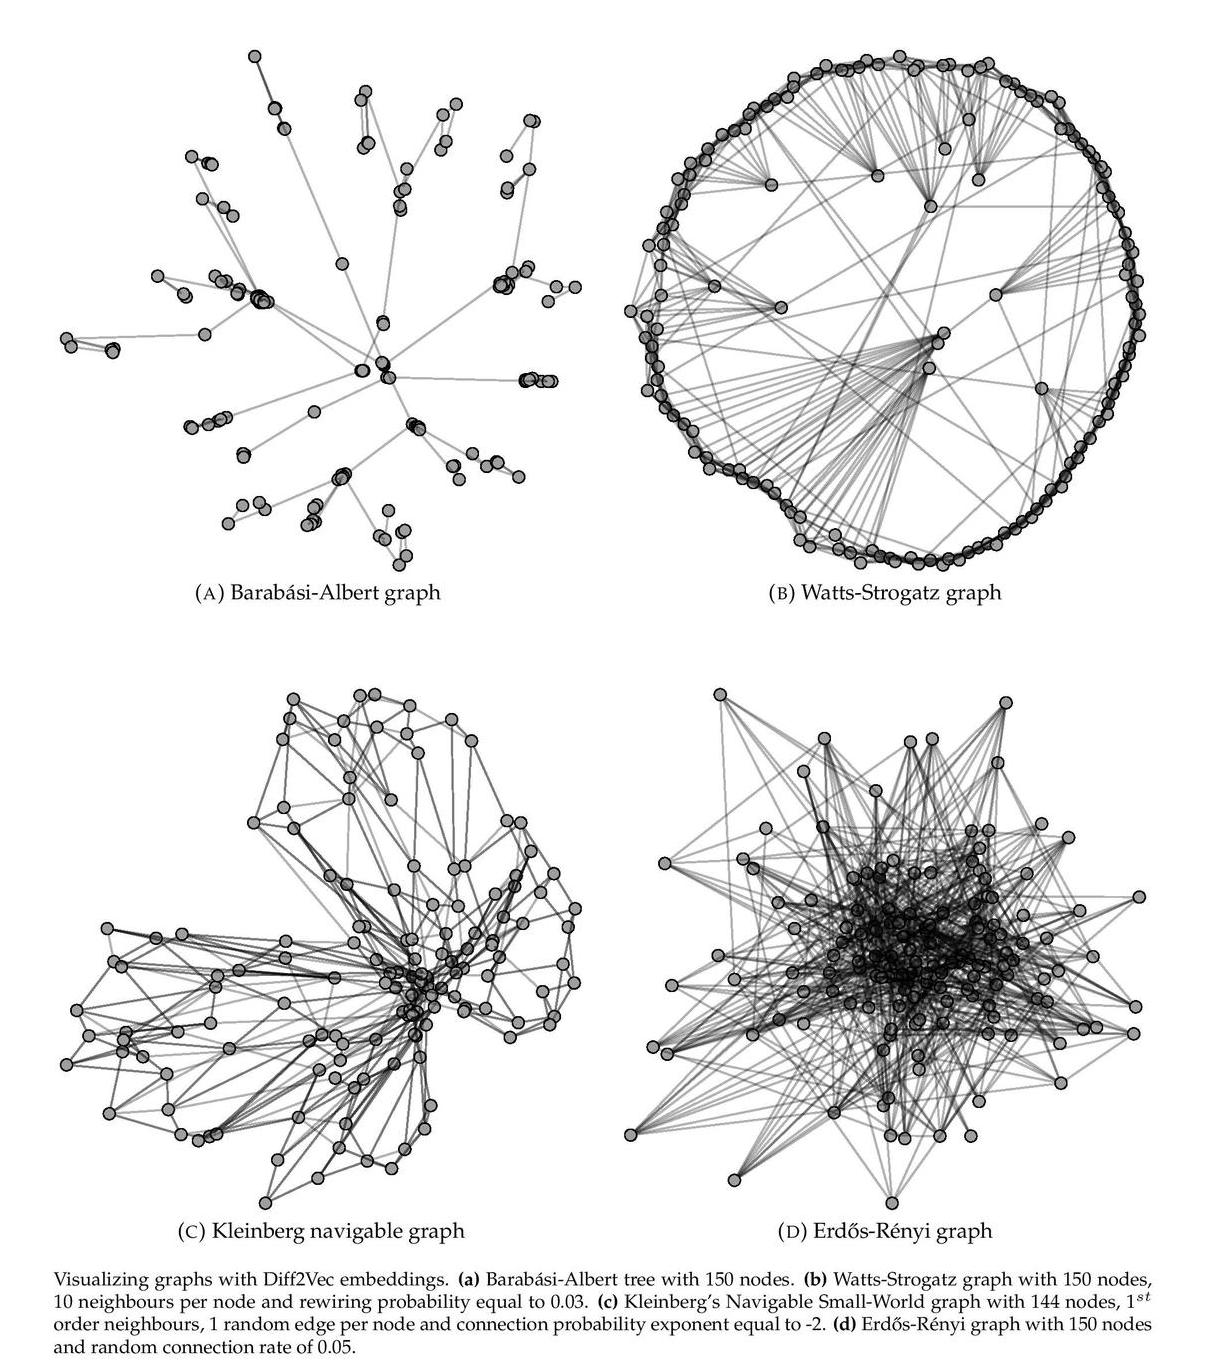 (A) Barabási-Albert graph
(B) Watts-Strogatz graph
(C) Kleinberg navigable graph
(D) Erdős-Rényi graph
Visualizing graphs with Diff2Vec embeddings. (a) Barabási-Albert tree with 150 nodes. (b) Watts-Strogatz graph with 150 nodes,
10 neighbours per node and rewiring probability equal to 0.03. (c) Kleinberg's Navigable Small-World graph with 144 nodes, 1st
order neighbours, 1 random edge per node and connection probability exponent equal to -2. (d) Erdős-Rényi graph with 150 nodes
and random connection rate of 0.05.